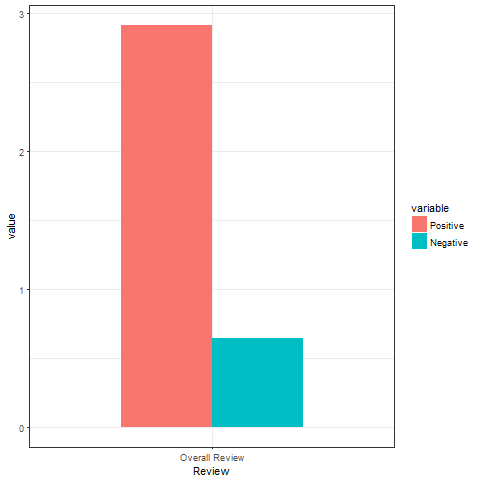 3
2
1
0
value
Overall Review
Review
variable
Positive
Negative